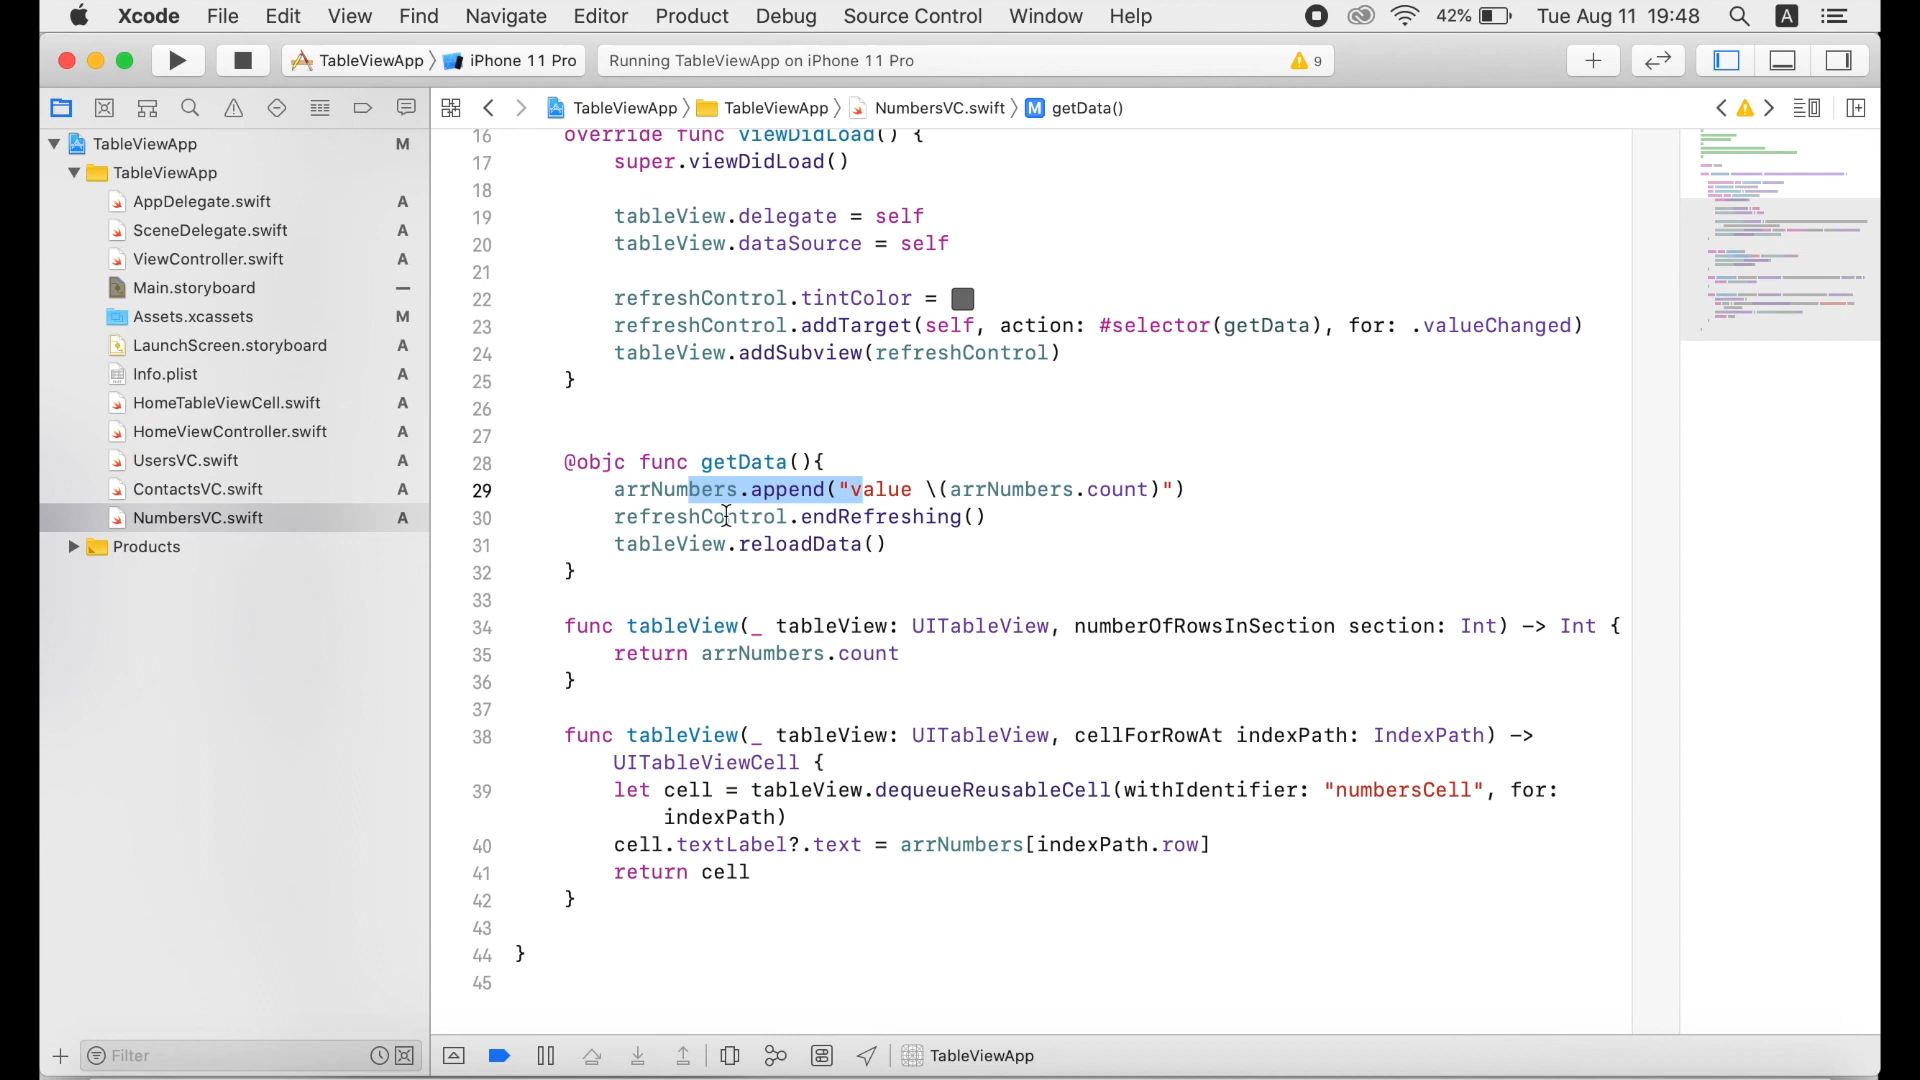 Xcode File Edit View Find Navigate Editor Product Debug Source Control Window Help 42% Tue Aug 11 19:48 A
TableViewApp iPhone 11 Pro Running TableViewApp on iPhone 11 Pro 9
TableViewApp TableViewApp NumbersVC.swift M getData()
TableViewApp M
TableViewApp
AppDelegate.swift A
SceneDelegate.swift A
ViewController.swift A
Main.storyboard
Assets.xcassets M
LaunchScreen.storyboard A
Info.plist A
HomeTableViewCell.swift A
HomeViewController.swift A
UsersVC.swift A
ContactsVC.swift A
NumbersVC.swift A
Products
16 override func viewDidLoad() {
17 super.viewDidLoad()
18
19 tableView.delegate = self
20 tableView.dataSource = self
21
22 refreshControl.tintColor =
23 refreshControl.addTarget(self, action: #selector(getData), for: .valueChanged)
24 tableView.addSubview(refreshControl)
25 }
26
27
28 @objc func getData(){
29 arrNumbers.append("value \(arrNumbers.count)")
30 refreshControl.endRefreshing()
31 tableView.reloadData()
32 }
33
34 func tableView(_ tableView: UITableView, numberOfRowsInSection section: Int) -> Int {
35 return arrNumbers.count
36 }
37
38 func tableView(_ tableView: UITableView, cellForRowAt indexPath: IndexPath) ->
UITableViewCell {
39 let cell = tableView.dequeueReusableCell(withIdentifier: "numbersCell", for:
indexPath)
40 cell.textLabel?.text = arrNumbers[indexPath.row]
41 return cell
42 }
43
44 }
45
Filter
TableViewApp